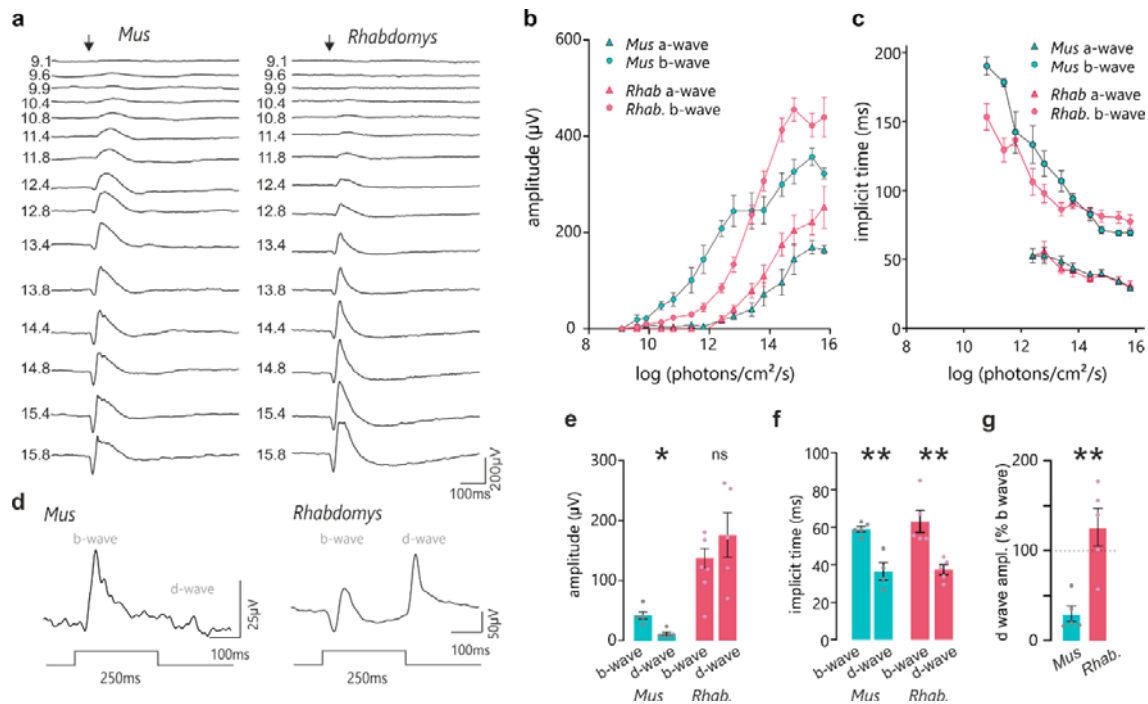 a
Mus
Rhabdomys
9.1
9.6
9.9
10.4
10.8
11.4
11.8
12.4
12.8
13.4
13.8
14.4
14.8
15.4
15.8
9.1
9.6
9.9
10.4
10.8
11.4
11.8
12.4
12.8
13.4
13.8
14.4
14.8
15.4
15.8
200µV
100ms
b
600
400
200
0
amplitude (µV)
Mus a-wave
Mus b-wave
Rhab a-wave
Rhab. b-wave
8 10 12 14 16
log (photons/cm²/s)
c
200
150
100
50
0
implicit time (ms)
Mus a-wave
Mus b-wave
Rhab a-wave
Rhab. b-wave
8 10 12 14 16
log (photons/cm²/s)
d
Mus
b-wave
d-wave
25µV
100ms
250ms
Rhabdomys
b-wave
d-wave
50µV
100ms
250ms
e
300
200
100
0
amplitude (µV)
*
ns
b-wave
d-wave
b-wave
d-wave
Mus
Rhab.
f
100
80
60
40
20
0
implicit time (ms)
**
**
b-wave
d-wave
b-wave
d-wave
Mus
Rhab.
g
200
100
0
d wave ampl. (% b wave)
**
Mus
Rhab.